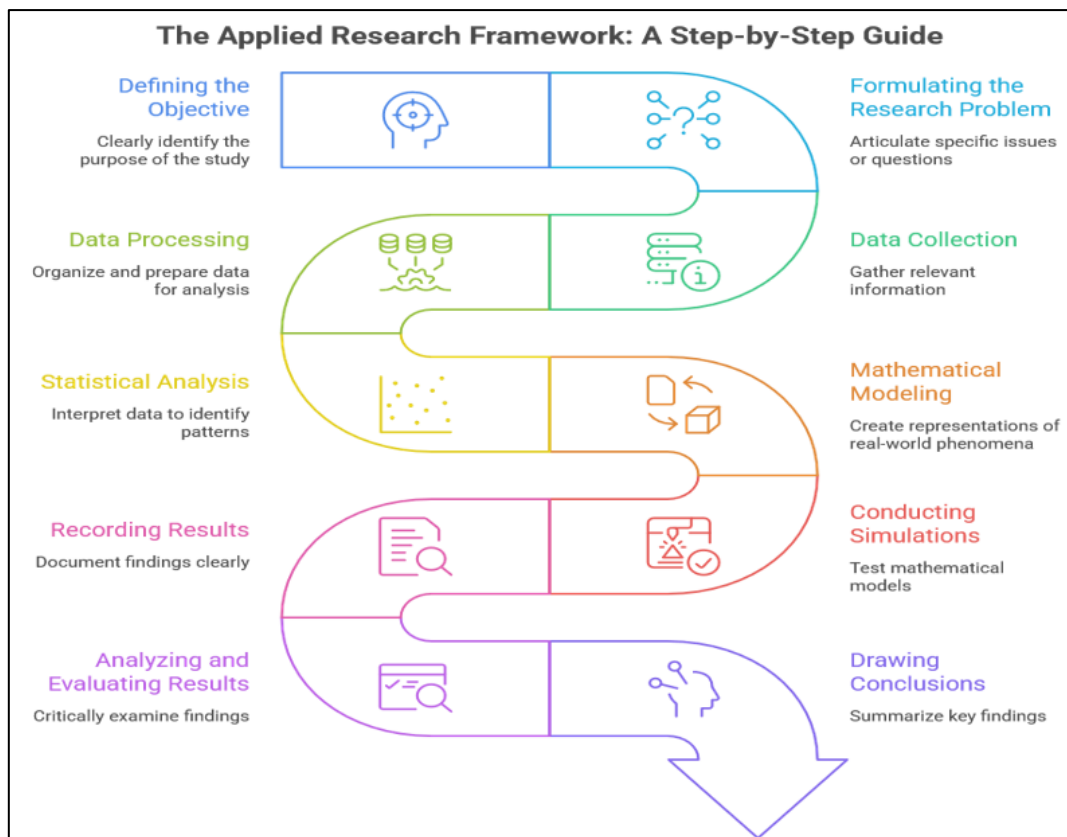 The Applied Research Framework: A Step-by-Step Guide
Defining the
Objective
Clearly identify the
purpose of the study
Formulating the
Research Problem
Articulate specific issues
or questions
?
Data Collection
Gather relevant
information
i
Data Processing
Organize and prepare data
for analysis
Statistical Analysis
Interpret data to identify
patterns
Mathematical
Modeling
Create representations of
real-world phenomena
Conducting
Simulations
Test mathematical
models
Recording Results
Document findings clearly
Analyzing and
Evaluating Results
Critically examine findings
Drawing
Conclusions
Summarize key findings